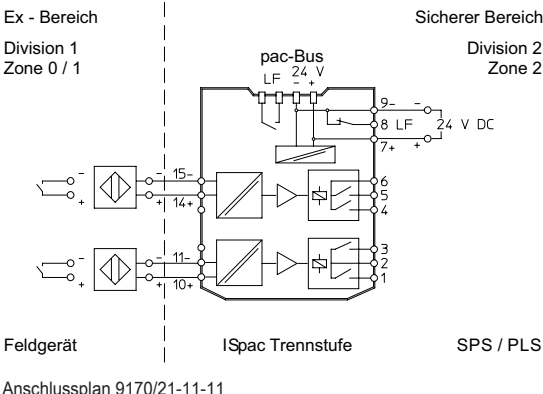 Ex - Bereich
Sicherer Bereich
Division 1
Zone 0 / 1
Division 2
Zone 2
pac-Bus
LF 24 V
- +
9- -
8 LF 24 V DC
7+ +
- - 15-
+ + 14+
6
5
4
- - 11-
+ + 10+
3
2
1
Feldgerät
ISpac Trennstufe
SPS / PLS
Anschlussplan 9170/21-11-11